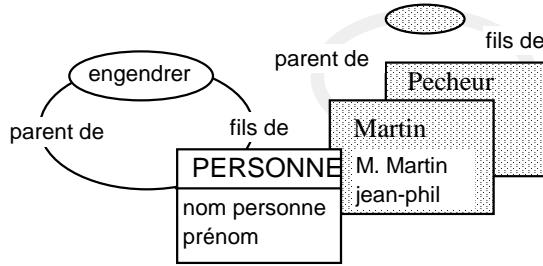 fils de
parent de
engendrer
Pecheur
parent de
fils de
Martin
PERSONNE
M. Martin
jean-phil
nom personne
prénom